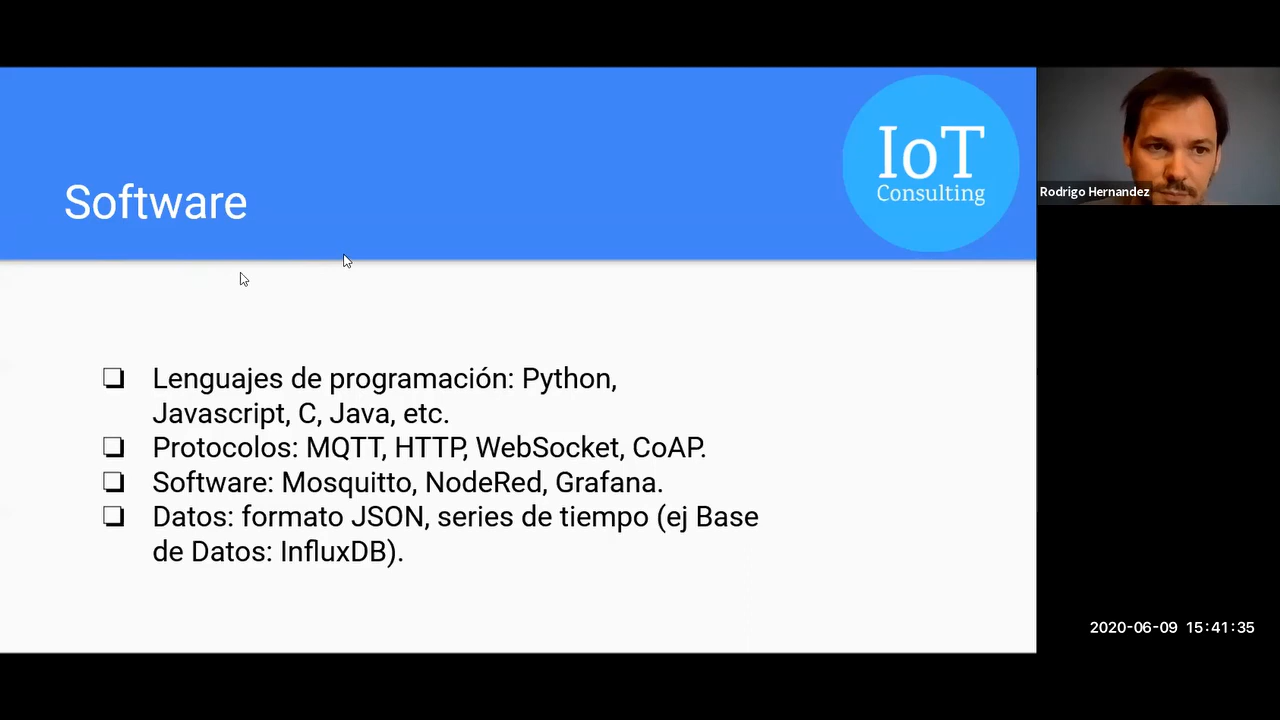 IoT
Consulting
Software
Rodrigo Hernandez
❏ Lenguajes de programación: Python,
Javascript, C, Java, etc.
❏ Protocolos: MQTT, HTTP, WebSocket, CoAP.
❏ Software: Mosquitto, NodeRed, Grafana.
❏ Datos: formato JSON, series de tiempo (ej Base
de Datos: InfluxDB).
2020-06-09 15:41:35